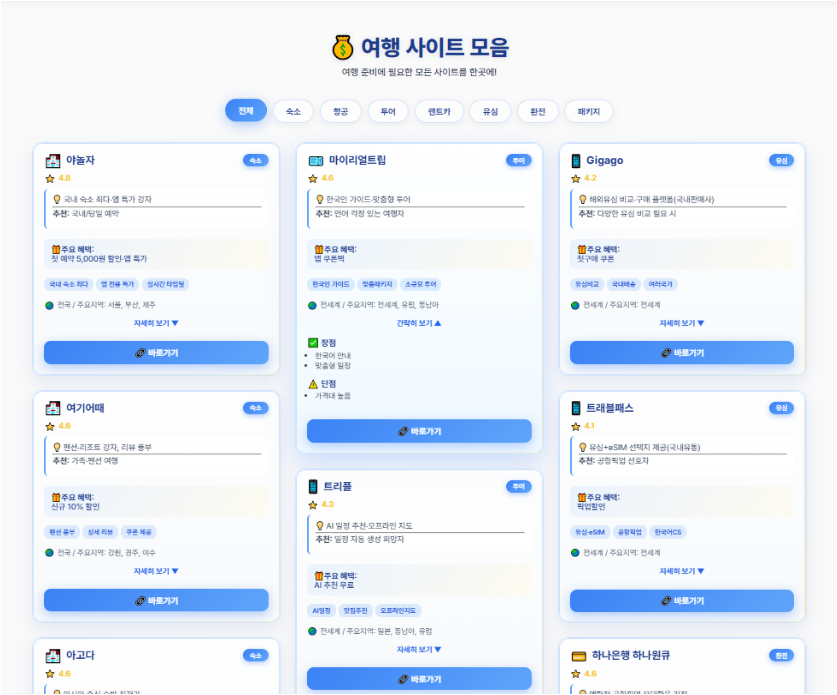 여행 사이트 모음
여행 준비에 필요한 모든 사이트를 한곳에!
전체
숙소
항공
투어
렌트카
유심
환전
패키지
야놀자
숙소
4.8
국내 숙소 최다·앱 특가 강자
추천: 국내/당일 예약
주요 혜택:
첫 예약 5,000원 할인·앱 특가
국내 숙소 최다
앱 전용 특가
실시간 타임딜
전국 / 주요지역: 서울, 부산, 제주
자세히 보기 ▼
바로가기
여기어때
숙소
4.6
펜션·리조트 강자, 리뷰 풍부
추천: 가족·펜션 여행
주요 혜택:
신규 10% 할인
펜션 풍부
상세 리뷰
쿠폰 제공
전국 / 주요지역: 강원, 경주, 여수
자세히 보기 ▼
바로가기
아고다
숙소
4.6
마이리얼트립
투어
4.6
한국인 가이드·맞춤형 투어
추천: 언어 걱정 있는 여행자
주요 혜택:
앱 쿠폰팩
한국인 가이드
맞춤패키지
소규모 투어
전세계 / 주요지역: 전세계, 유럽, 동남아
간략히 보기 ▲
장점
• 한국어 안내
• 맞춤형 일정
단점
• 가격대 높음
바로가기
트리플
투어
4.3
AI 일정 추천·오프라인 지도
추천: 일정 자동 생성 희망자
주요 혜택:
AI 추천 무료
AI일정
맛집추천
오프라인지도
전세계 / 주요지역: 일본, 동남아, 유럽
자세히 보기 ▼
바로가기
Gigago
유심
4.2
해외유심 비교·구매 플랫폼(국내판매사)
추천: 다양한 유심 비교 필요 시
주요 혜택:
첫구매 쿠폰
유심비교
국내배송
여러국가
전세계 / 주요지역: 전세계
자세히 보기 ▼
바로가기
트래블패스
유심
4.1
유심+eSIM 선택지 제공(국내유통)
추천: 공항픽업 선호자
주요 혜택:
픽업할인
유심·eSIM
공항픽업
한국어CS
전세계 / 주요지역: 전세계
자세히 보기 ▼
바로가기
하나은행 하나원큐
환전
4.6